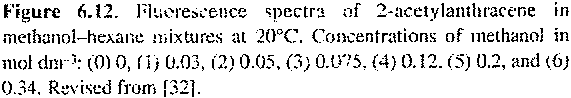 Figure 6.12. Fluorescence spectra of 2-acetylanthracene in
methanol–hexane mixtures at 20°C. Concentrations of methanol in
mol dm⁻³: (0) 0, (1) 0.03, (2) 0.05, (3) 0.075, (4) 0.12. (5) 0.2, and (6)
0.34. Revised from [32].